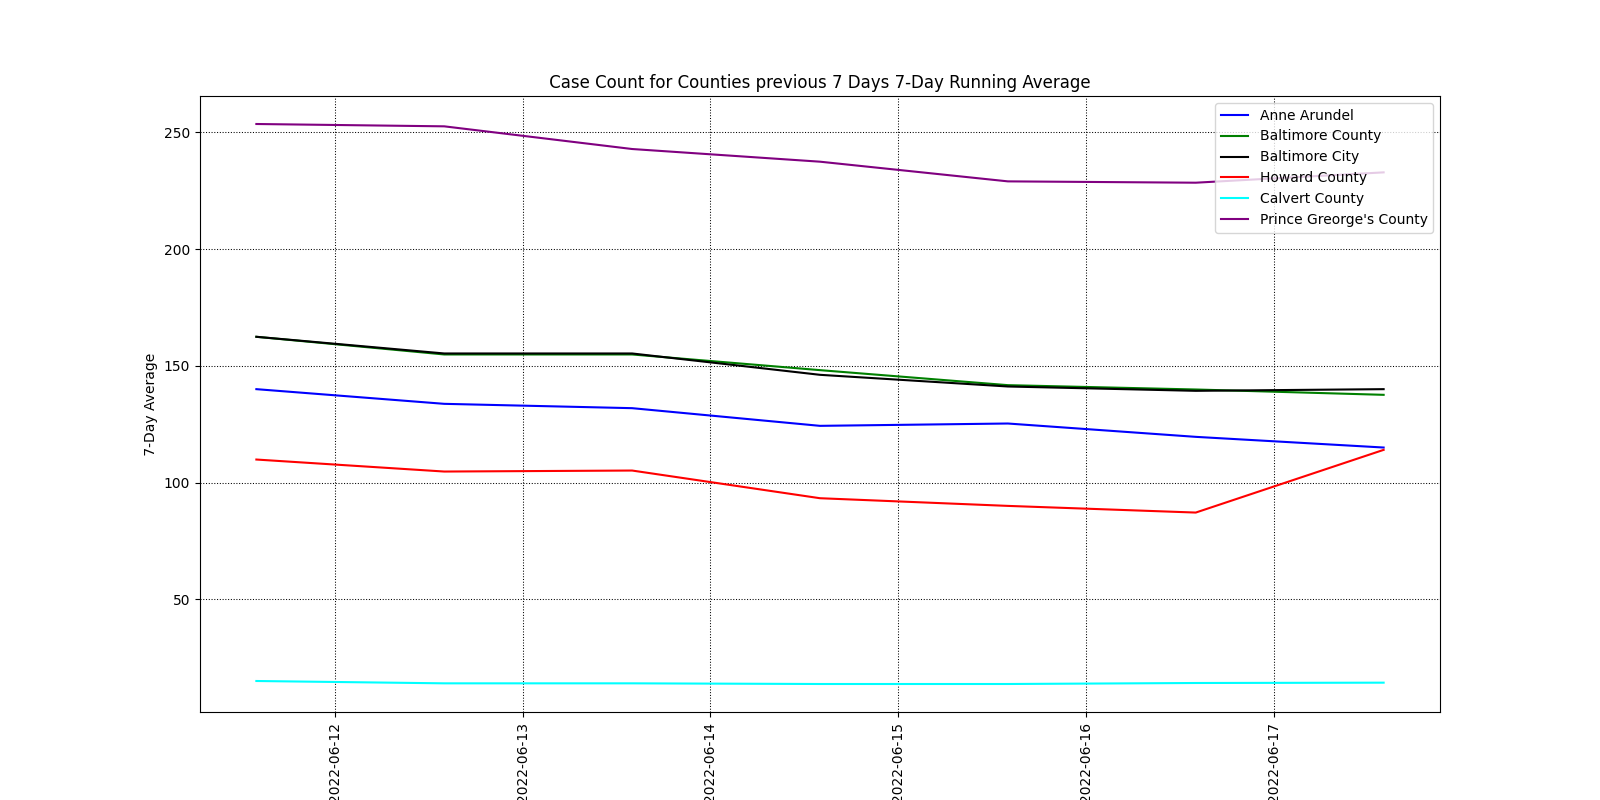 Case Count for Counties previous 7 Days 7-Day Running Average
Anne Arundel
Baltimore County
Baltimore City
Howard County
Calvert County
Prince Greorge's County
7-Day Average
250
200
150
100
50
2022-06-12
2022-06-13
2022-06-14
2022-06-15
2022-06-16
2022-06-17